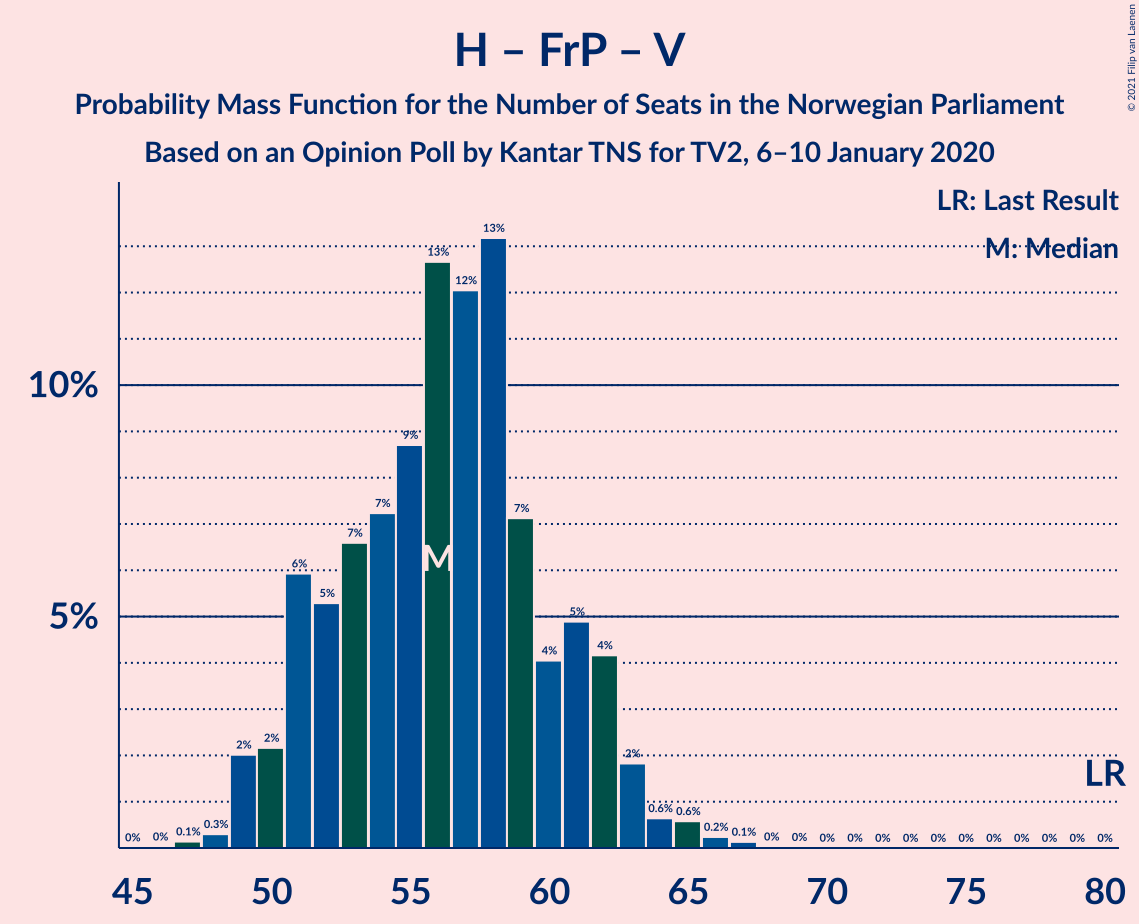 H – FrP – V
Probability Mass Function for the Number of Seats in the Norwegian Parliament
Based on an Opinion Poll by Kantar TNS for TV2, 6–10 January 2020
© 2021 Filip van Laenen
LR: Last Result
M: Median
10%
5%
0% 0% 0.1% 0.3% 2% 2% 6% 5% 7% 7% 9% 13% 12% 13% 7% 4% 5% 4% 2% 0.6% 0.6% 0.2% 0.1% 0% 0% 0% 0% 0% 0% 0% 0% 0% 0% 0% 0% 0%
M
LR
45 50 55 60 65 70 75 80